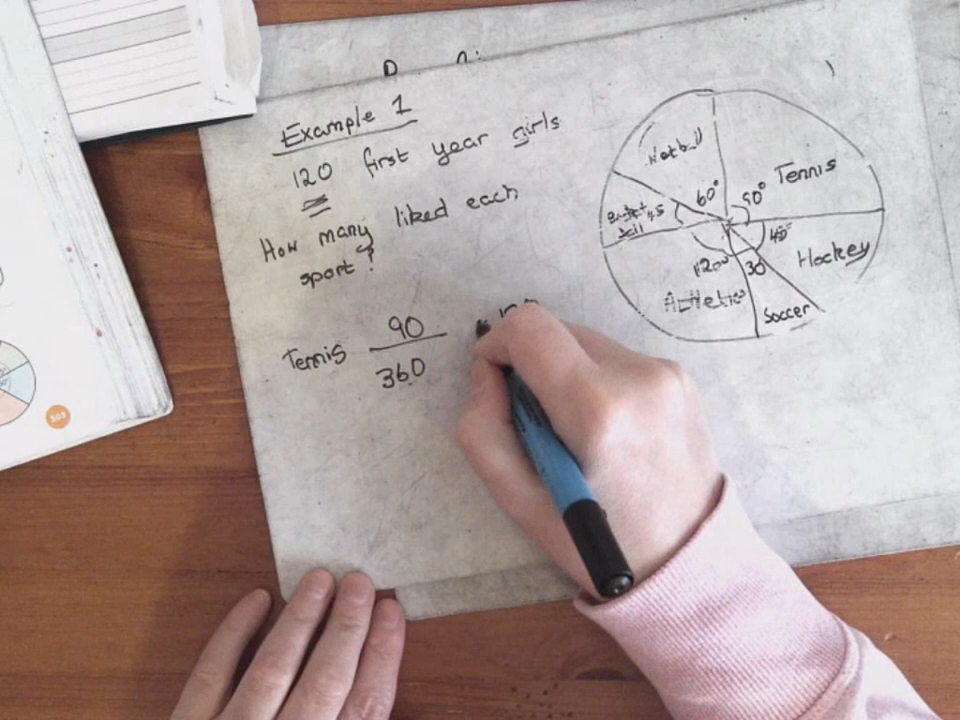 Example 1
120 first year girls
How many liked each
sport?
Tennis 90
360
Netball
60°
Tennis
90°
45
45°
Hockey
120°
30
Athletics
Soccer
303